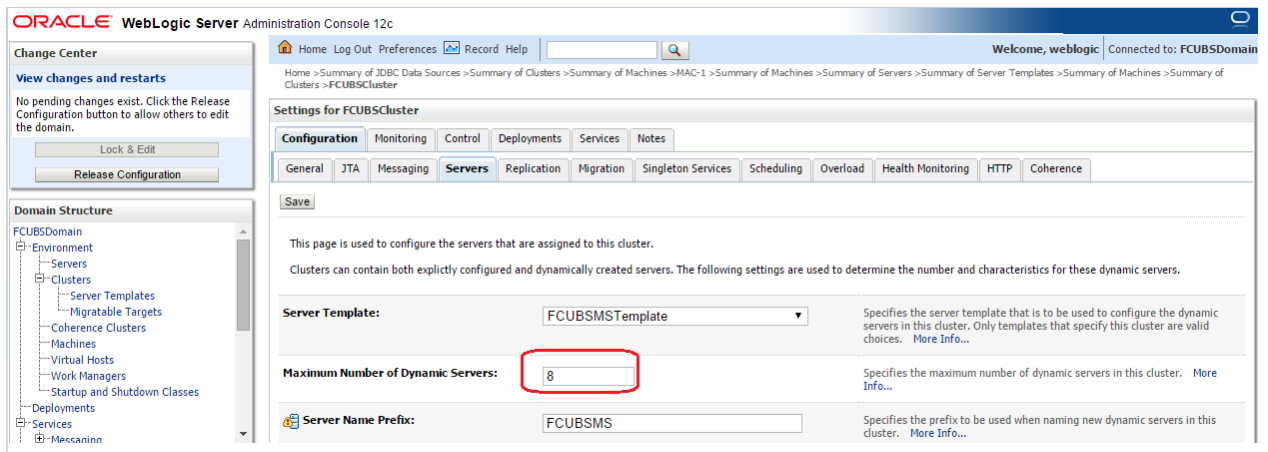 ORACLE® WebLogic Server Administration Console 12c
Change Center
View changes and restarts
No pending changes exist. Click the Release
Configuration button to allow others to edit
the domain.
Lock & Edit
Release Configuration
Domain Structure
FCUBSDomain
Environment
Servers
Clusters
Server Templates
Migratable Targets
Coherence Clusters
Machines
Virtual Hosts
Work Managers
Startup and Shutdown Classes
Deployments
Services
Messaging
Home Log Out Preferences Record Help
Welcome, weblogic Connected to: FCUBSDomain
Home >Summary of JDBC Data Sources >Summary of Clusters >Summary of Machines >MAC-1 >Summary of Machines >Summary of Servers >Summary of Server Templates >Summary of Machines >Summary of
Clusters >FCUBSCluster
Settings for FCUBSCluster
Configuration Monitoring Control Deployments Services Notes
General JTA Messaging Servers Replication Migration Singleton Services Scheduling Overload Health Monitoring HTTP Coherence
Save
This page is used to configure the servers that are assigned to this cluster.
Clusters can contain both explictly configured and dynamically created servers. The following settings are used to determine the number and characteristics for these dynamic servers.
Server Template:
FCUBSMSTemplate
Specifies the server template that is to be used to configure the dynamic
servers in this cluster. Only templates that specify this cluster are valid
choices. More Info...
Maximum Number of Dynamic Servers:
8
Specifies the maximum number of dynamic servers in this cluster. More
Info...
Server Name Prefix:
FCUBSMS
Specifies the prefix to be used when naming new dynamic servers in this
cluster. More Info...